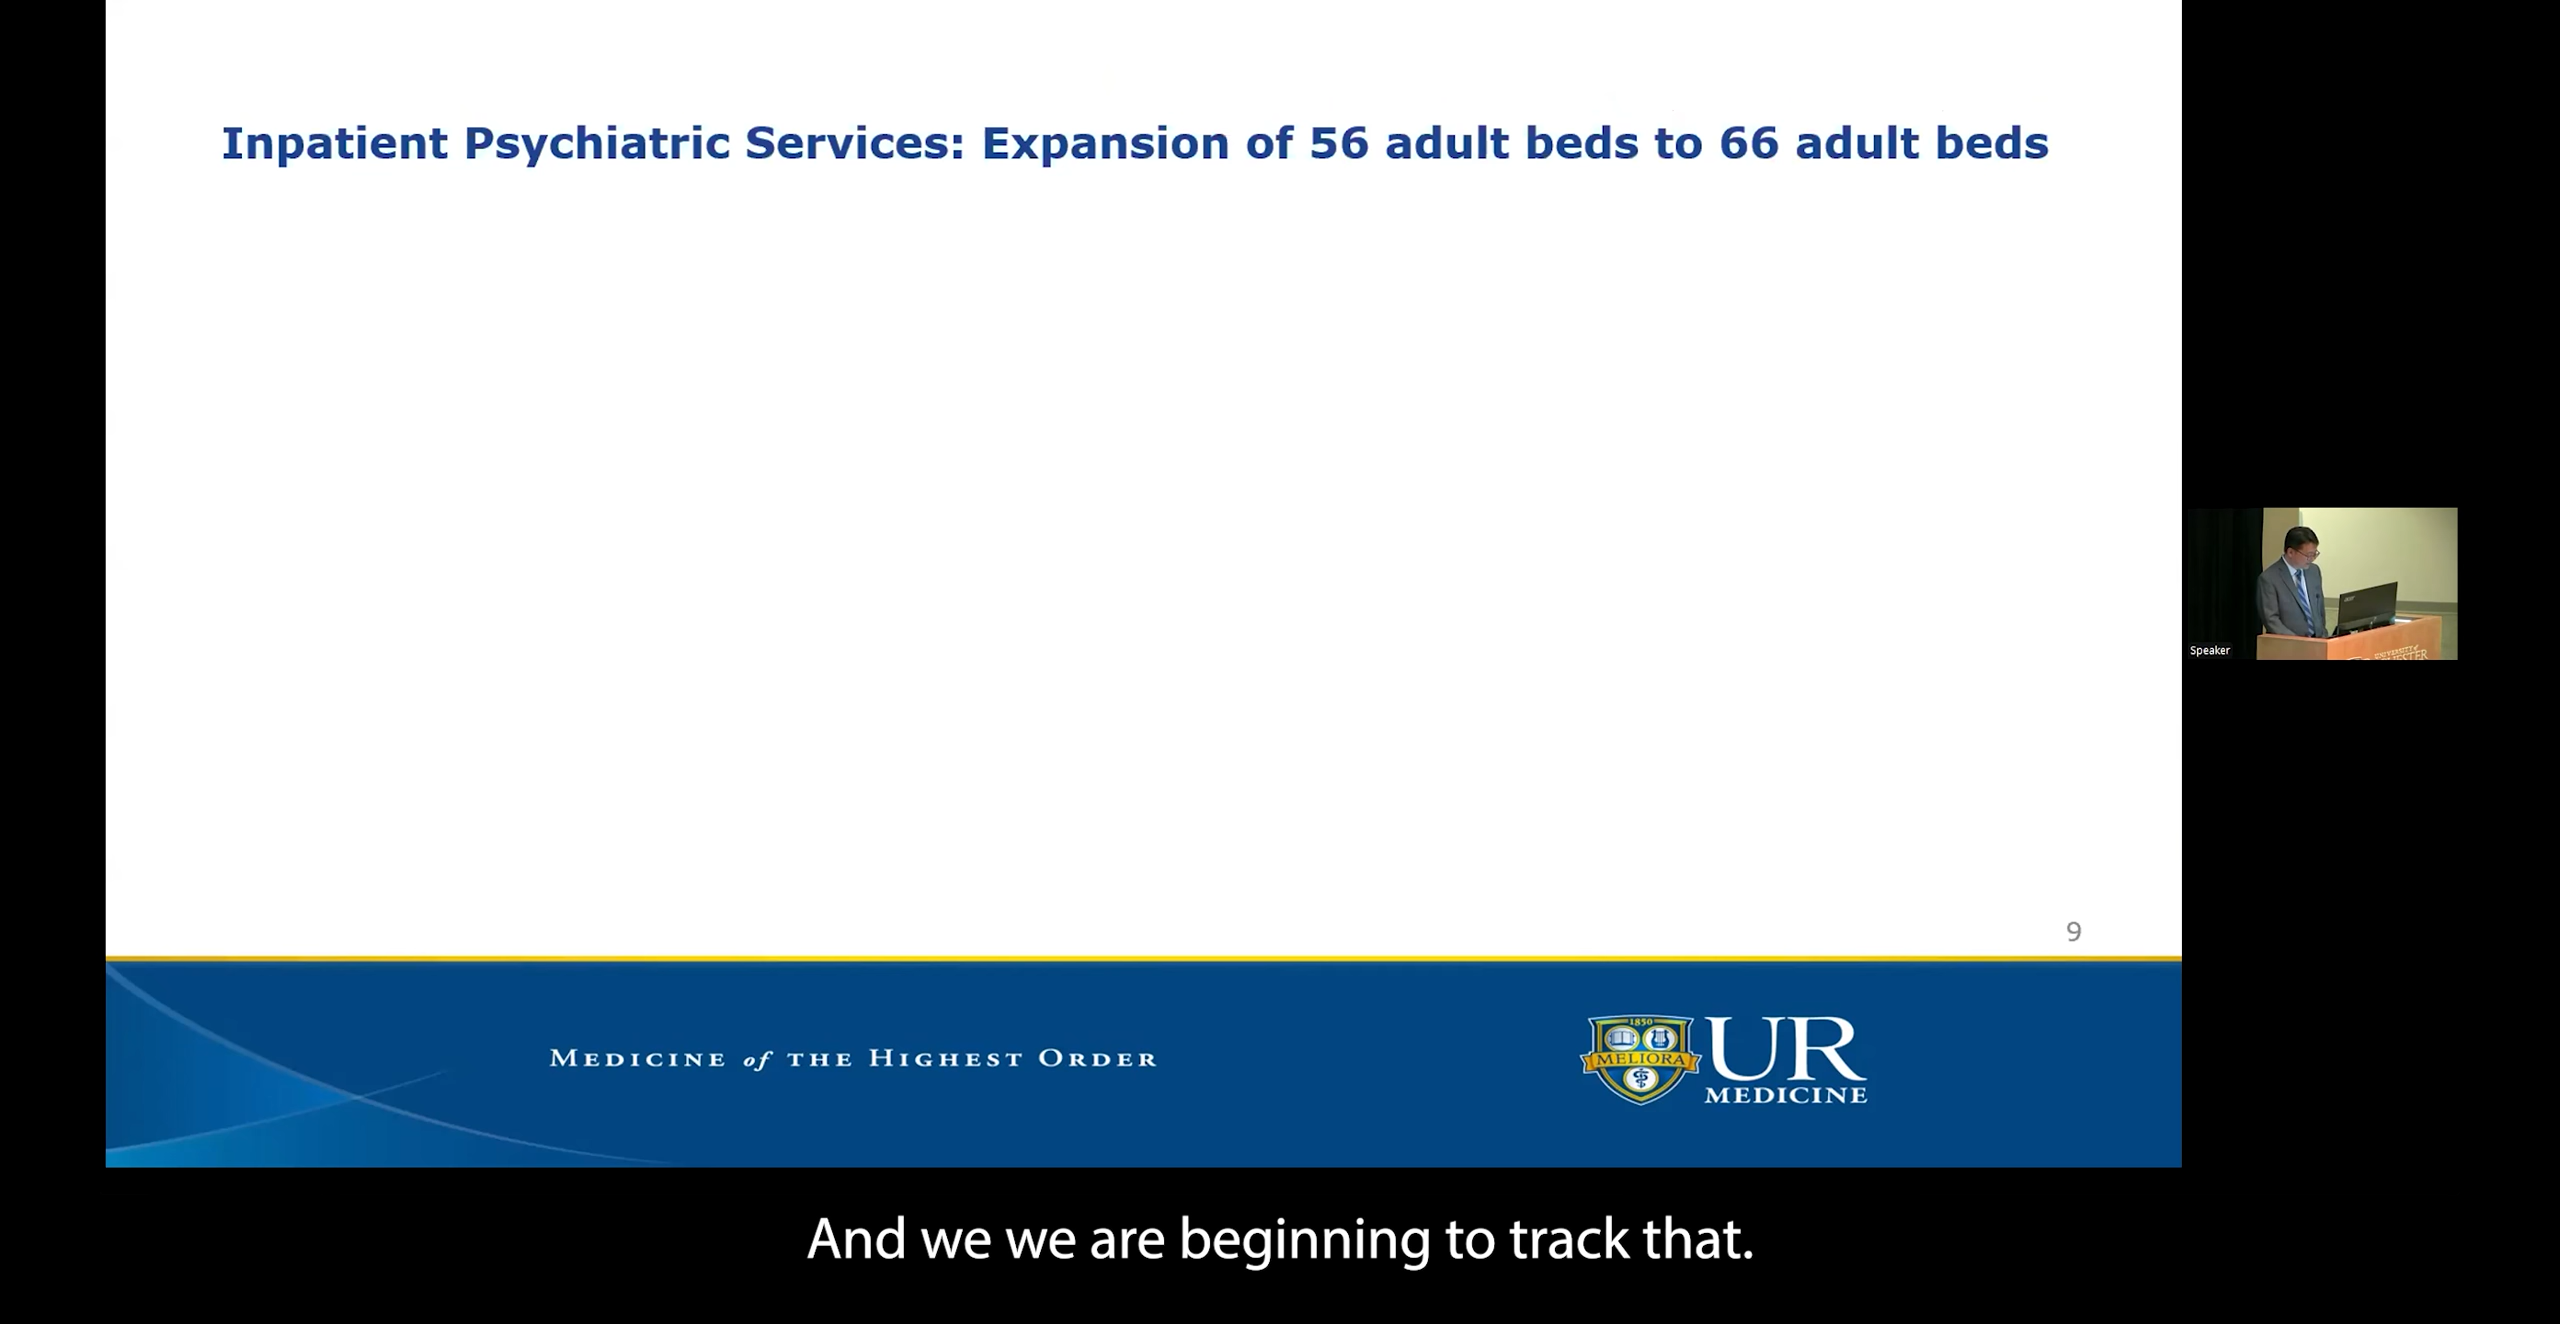 Inpatient Psychiatric Services: Expansion of 56 adult beds to 66 adult beds
Speaker
9
MEDICINE of THE HIGHEST ORDER
1850
MELIORA
UR
MEDICINE
And we we are beginning to track that.